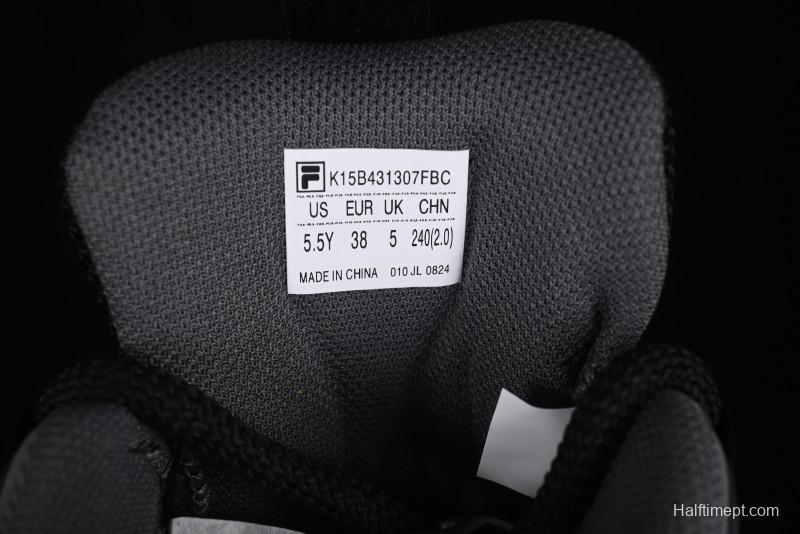 F K15B431307FBC
US EUR UK CHN
5.5Y 38 5 240(2.0)
MADE IN CHINA 010 JL 0824
Halftimept.com